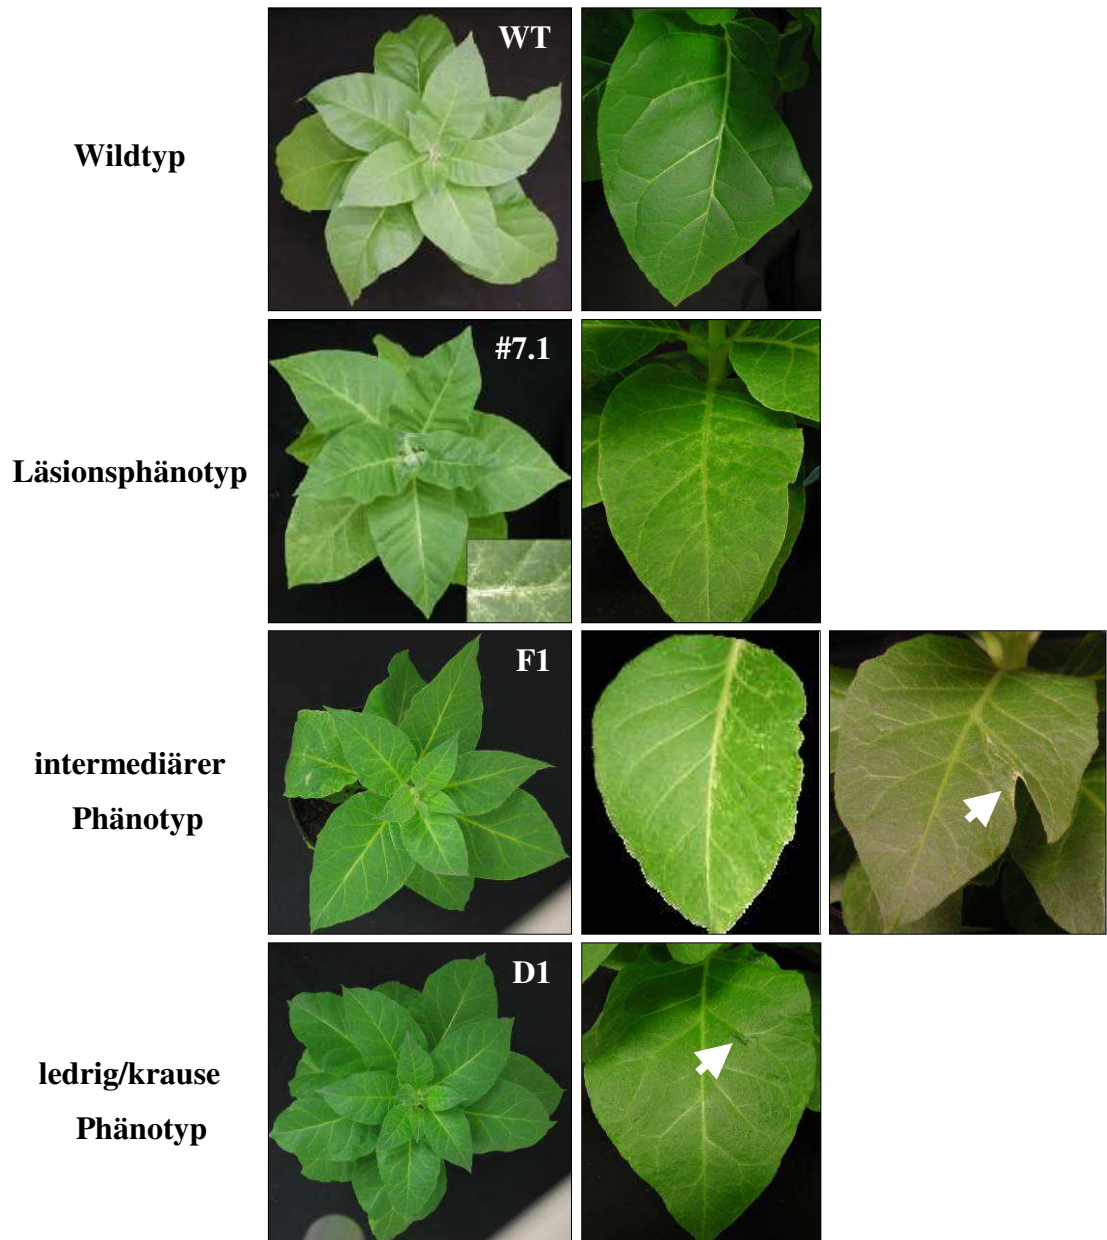 WT
Wildtyp
#7.1
Läsionsphänotyp
F1
intermediärer
Phänotyp
D1
ledrig/krause
Phänotyp